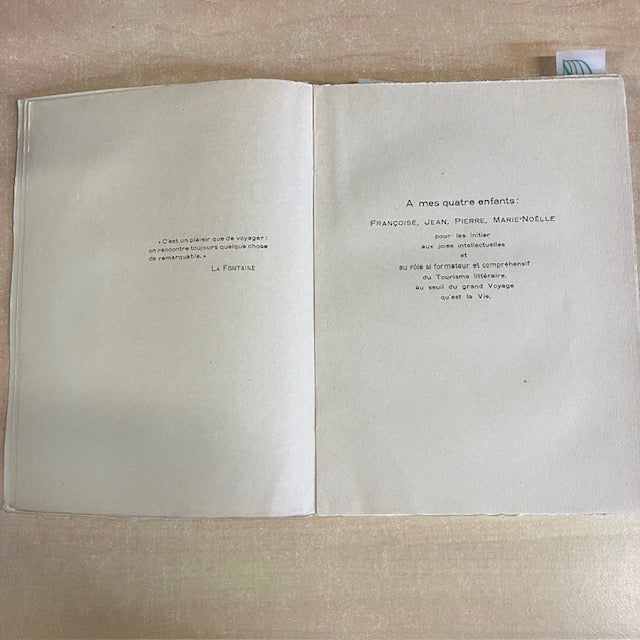 « C'est un plaisir que de voyager :
on rencontre toujours quelque chose
de remarquable. »
LA FONTAINE
A mes quatre enfants :
FRANÇOISE, JEAN, PIERRE, MARIE-NOËLLE
pour les initier
aux joies intellectuelles
et
au rôle si formateur et compréhensif
du Tourisme littéraire,
au seuil du grand Voyage
qu'est la Vie.